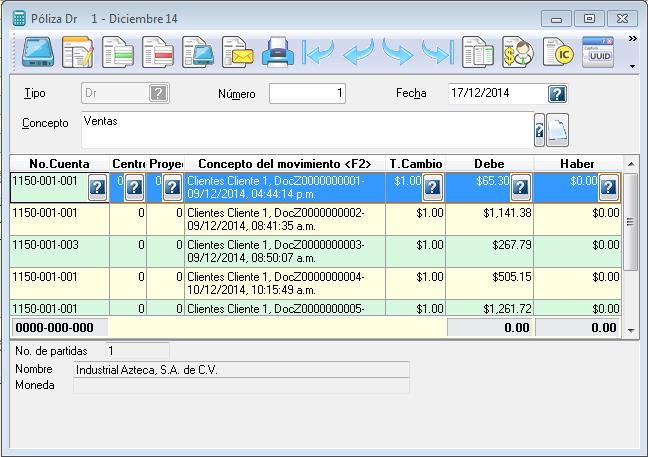 Póliza Dr 1 - Diciembre 14
IC
Captura
UUID
»
Tipo Dr ? Número 1 Fecha 17/12/2014 ?
Concepto Ventas ?
No.Cuenta Centro Proyec Concepto del movimiento <F2> T.Cambio Debe Haber
1150-001-001 ? 0 ? 0 ? Clientes Cliente 1, DocZ0000000001- $1.00 ? $65.30 ? $0.00 ?
09/12/2014, 04:44:14 p.m.
1150-001-001 0 0 Clientes Cliente 1, DocZ0000000002- $1.00 $1,141.38 $0.00
09/12/2014, 08:41:35 a.m.
1150-001-003 0 0 Clientes Cliente 1, DocZ0000000003- $1.00 $267.79 $0.00
09/12/2014, 08:50:07 a.m.
1150-001-001 0 0 Clientes Cliente 1, DocZ0000000004- $1.00 $505.15 $0.00
10/12/2014, 10:15:49 a.m.
1150-001-001 0 0 Clientes Cliente 1, DocZ0000000005- $1.00 $1,261.72 $0.00
0000-000-000 0.00 0.00
No. de partidas 1
Nombre Industrial Azteca, S.A. de C.V.
Moneda